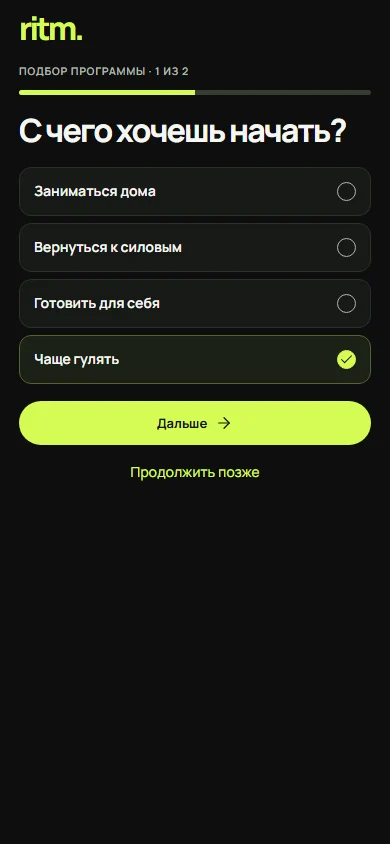 ritm.
ПОДБОР ПРОГРАММЫ · 1 ИЗ 2
С чего хочешь начать?
Заниматься дома
Вернуться к силовым
Готовить для себя
Чаще гулять
Дальше →
Продолжить позже